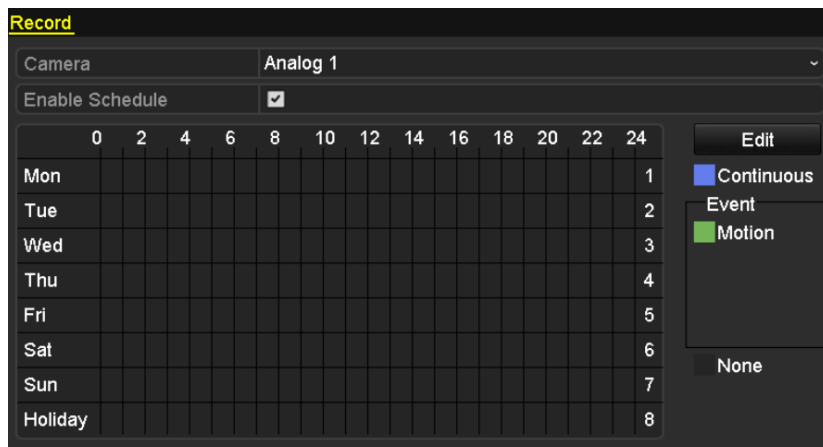 Record
Camera Analog 1
Enable Schedule
0 2 4 6 8 10 12 14 16 18 20 22 24 Edit
Mon 1 Continuous
Event
Tue 2
Motion
Wed 3
Thu 4
Fri 5
Sat 6
None
Sun 7
Holiday 8